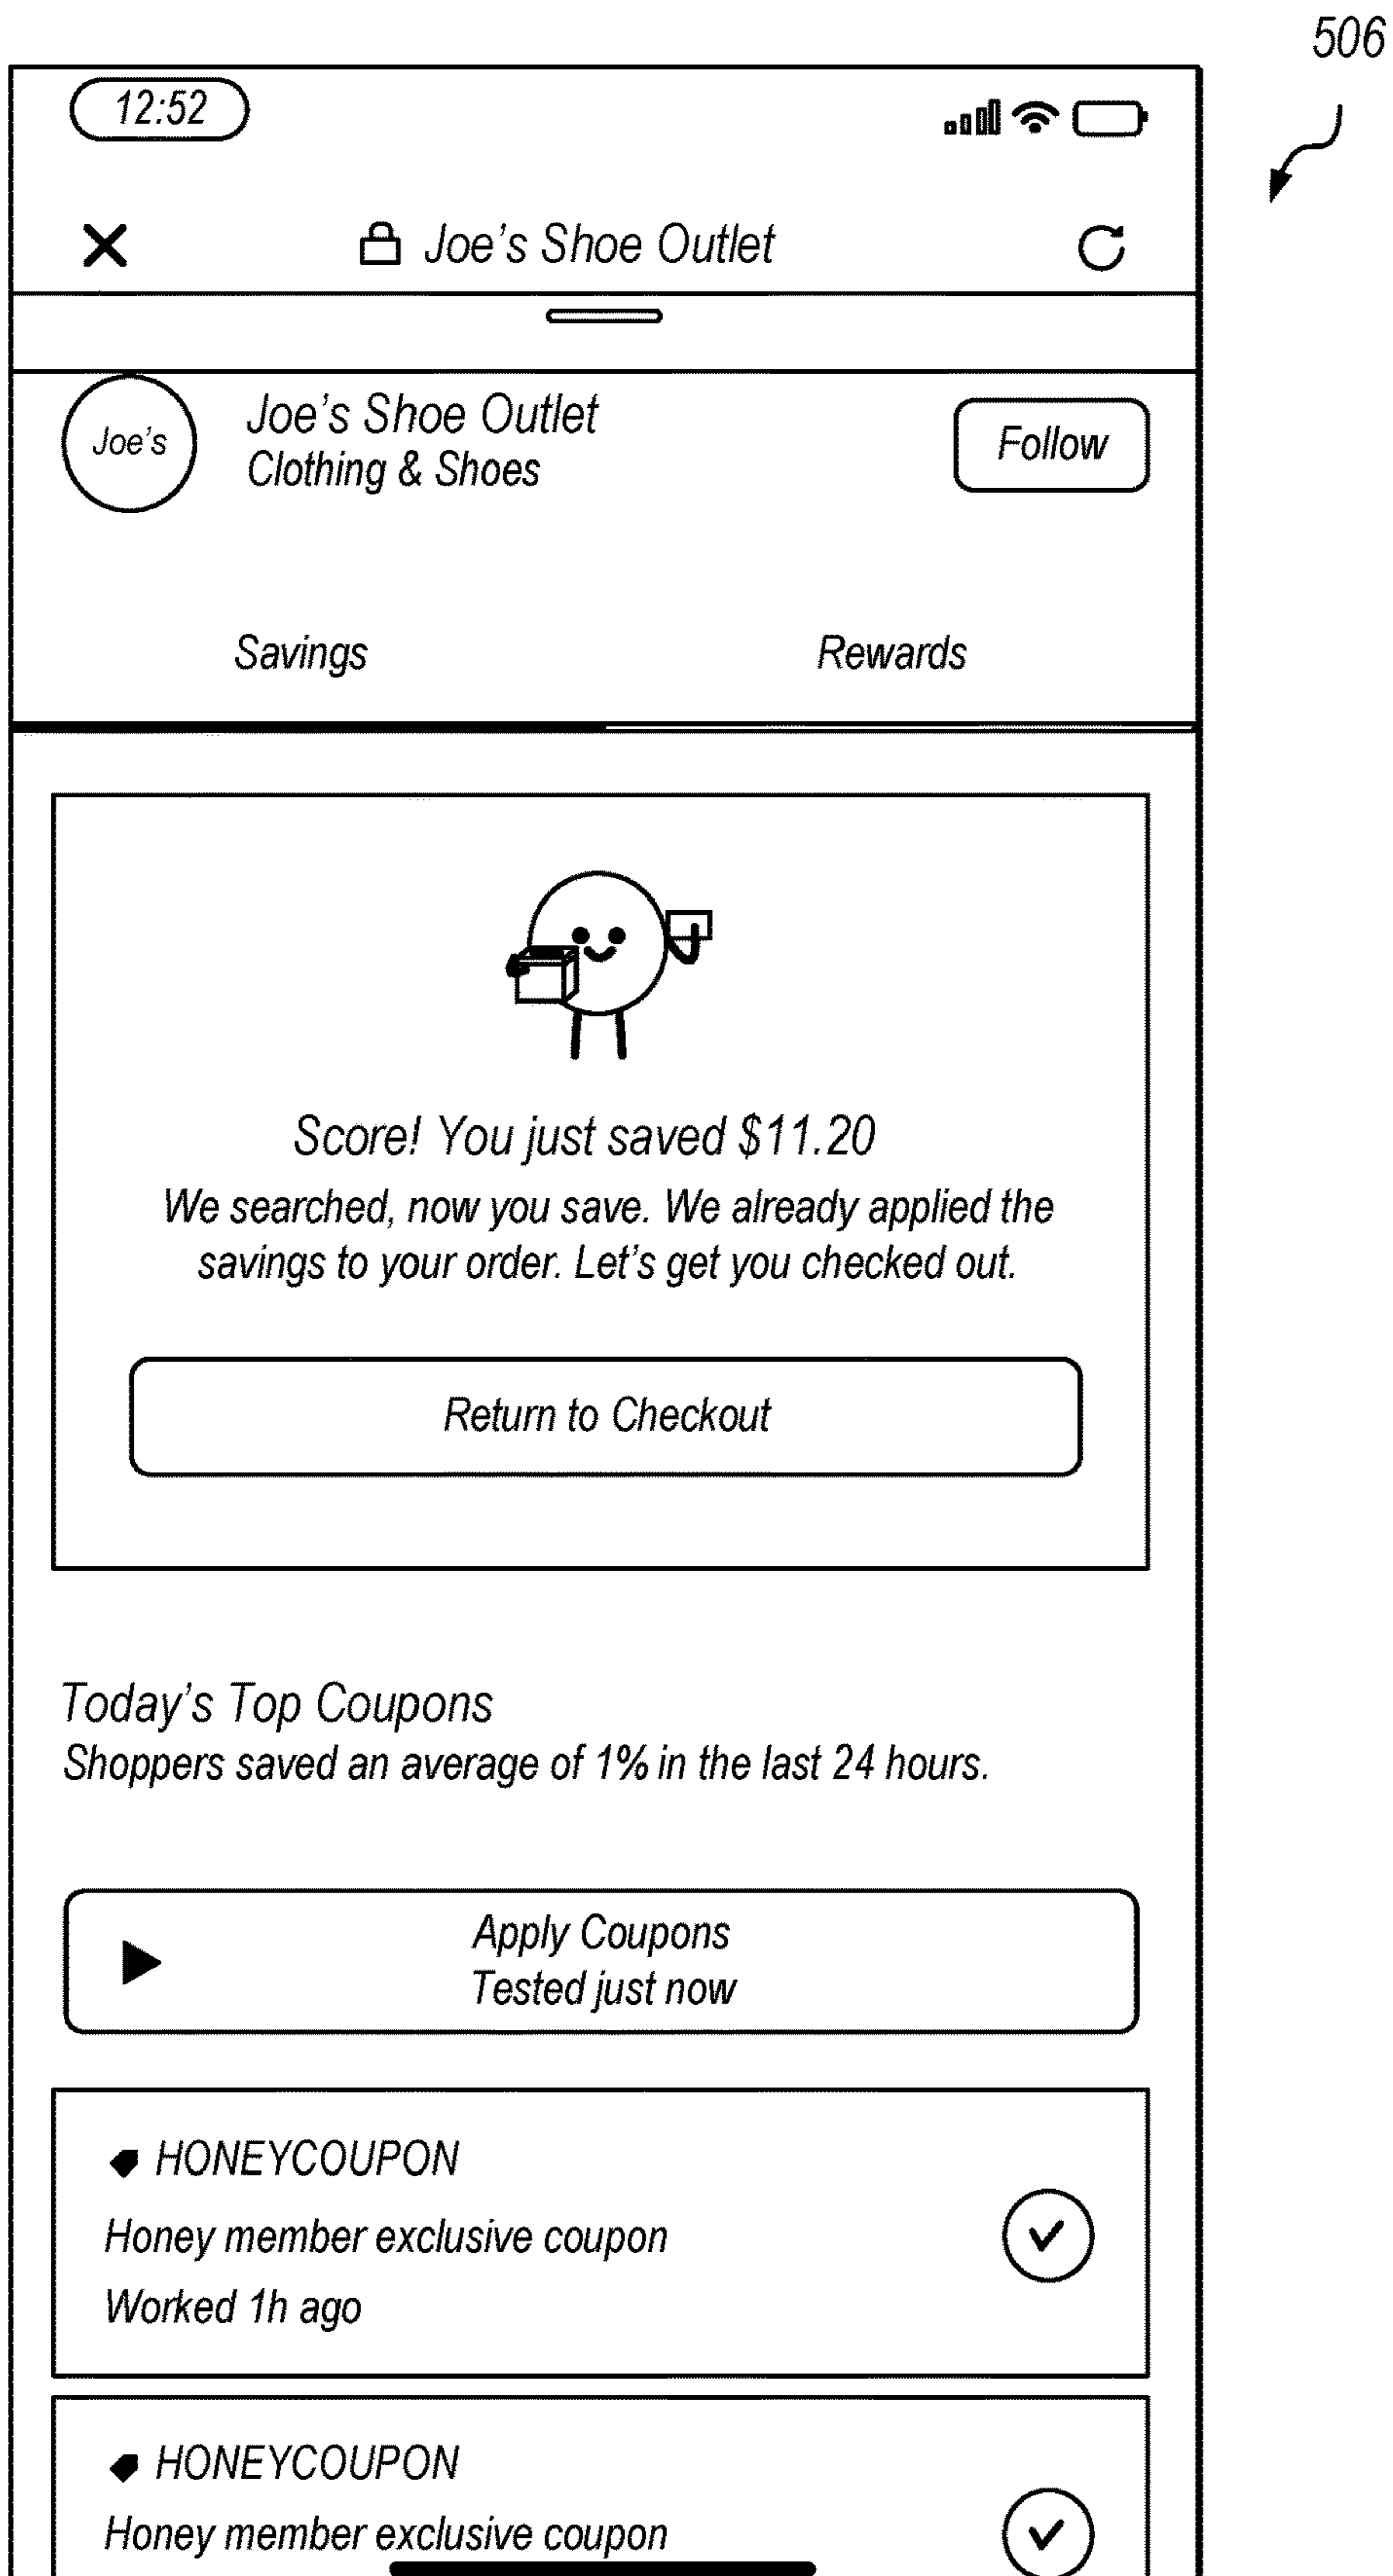 506
12:52
Joe's Shoe Outlet
Joe's
Joe's Shoe Outlet
Clothing & Shoes
Follow
Savings
Rewards
Score! You just saved $11.20
We searched, now you save. We already applied the
savings to your order. Let's get you checked out.
Return to Checkout
Today's Top Coupons
Shoppers saved an average of 1% in the last 24 hours.
Apply Coupons
Tested just now
HONEYCOUPON
Honey member exclusive coupon
Worked 1h ago
HONEYCOUPON
Honey member exclusive coupon